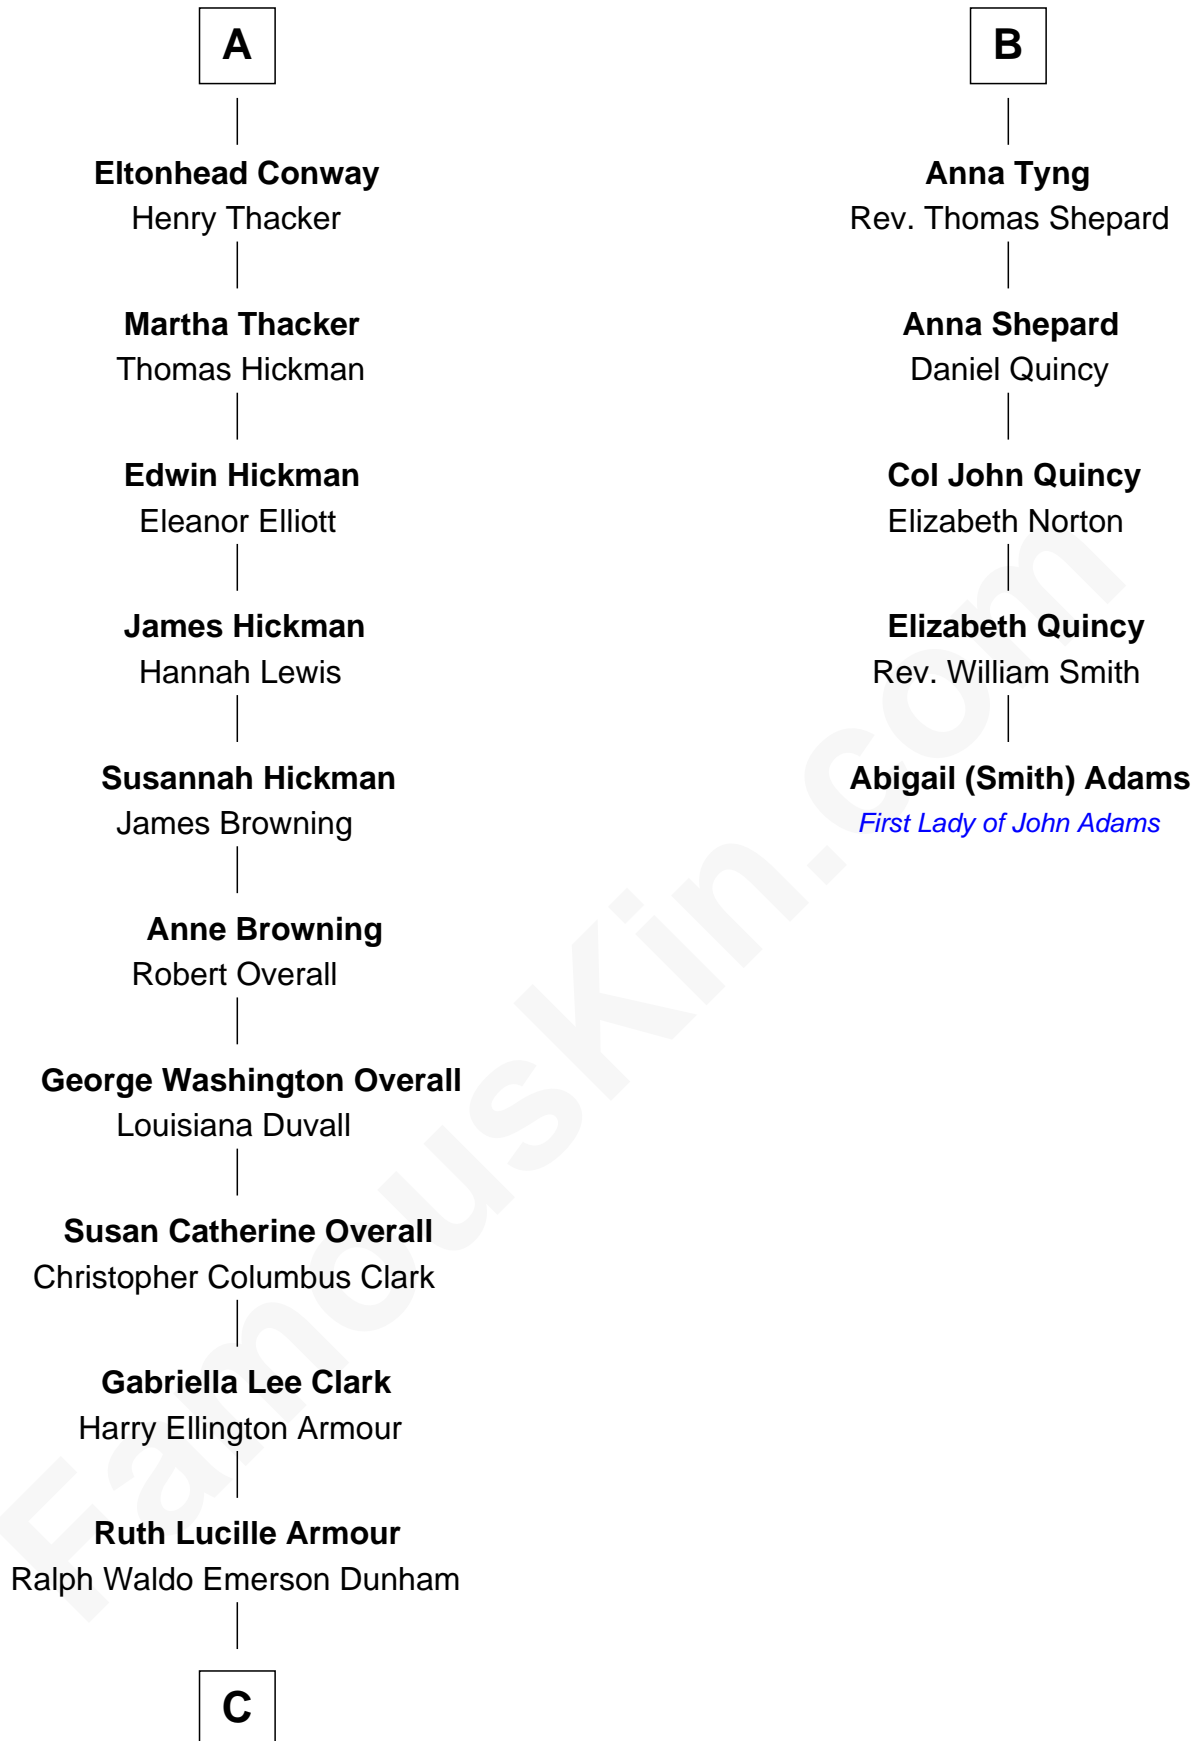 A
Eltonhead Conway
Henry Thacker
Martha Thacker
Thomas Hickman
Edwin Hickman
Eleanor Elliott
James Hickman
Hannah Lewis
Susannah Hickman
James Browning
Anne Browning
Robert Overall
George Washington Overall
Louisiana Duvall
Susan Catherine Overall
Christopher Columbus Clark
Gabriella Lee Clark
Harry Ellington Armour
Ruth Lucille Armour
Ralph Waldo Emerson Dunham
C
B
Anna Tyng
Rev. Thomas Shepard
Anna Shepard
Daniel Quincy
Col John Quincy
Elizabeth Norton
Elizabeth Quincy
Rev. William Smith
Abigail (Smith) Adams
First Lady of John Adams
FamousKin.com